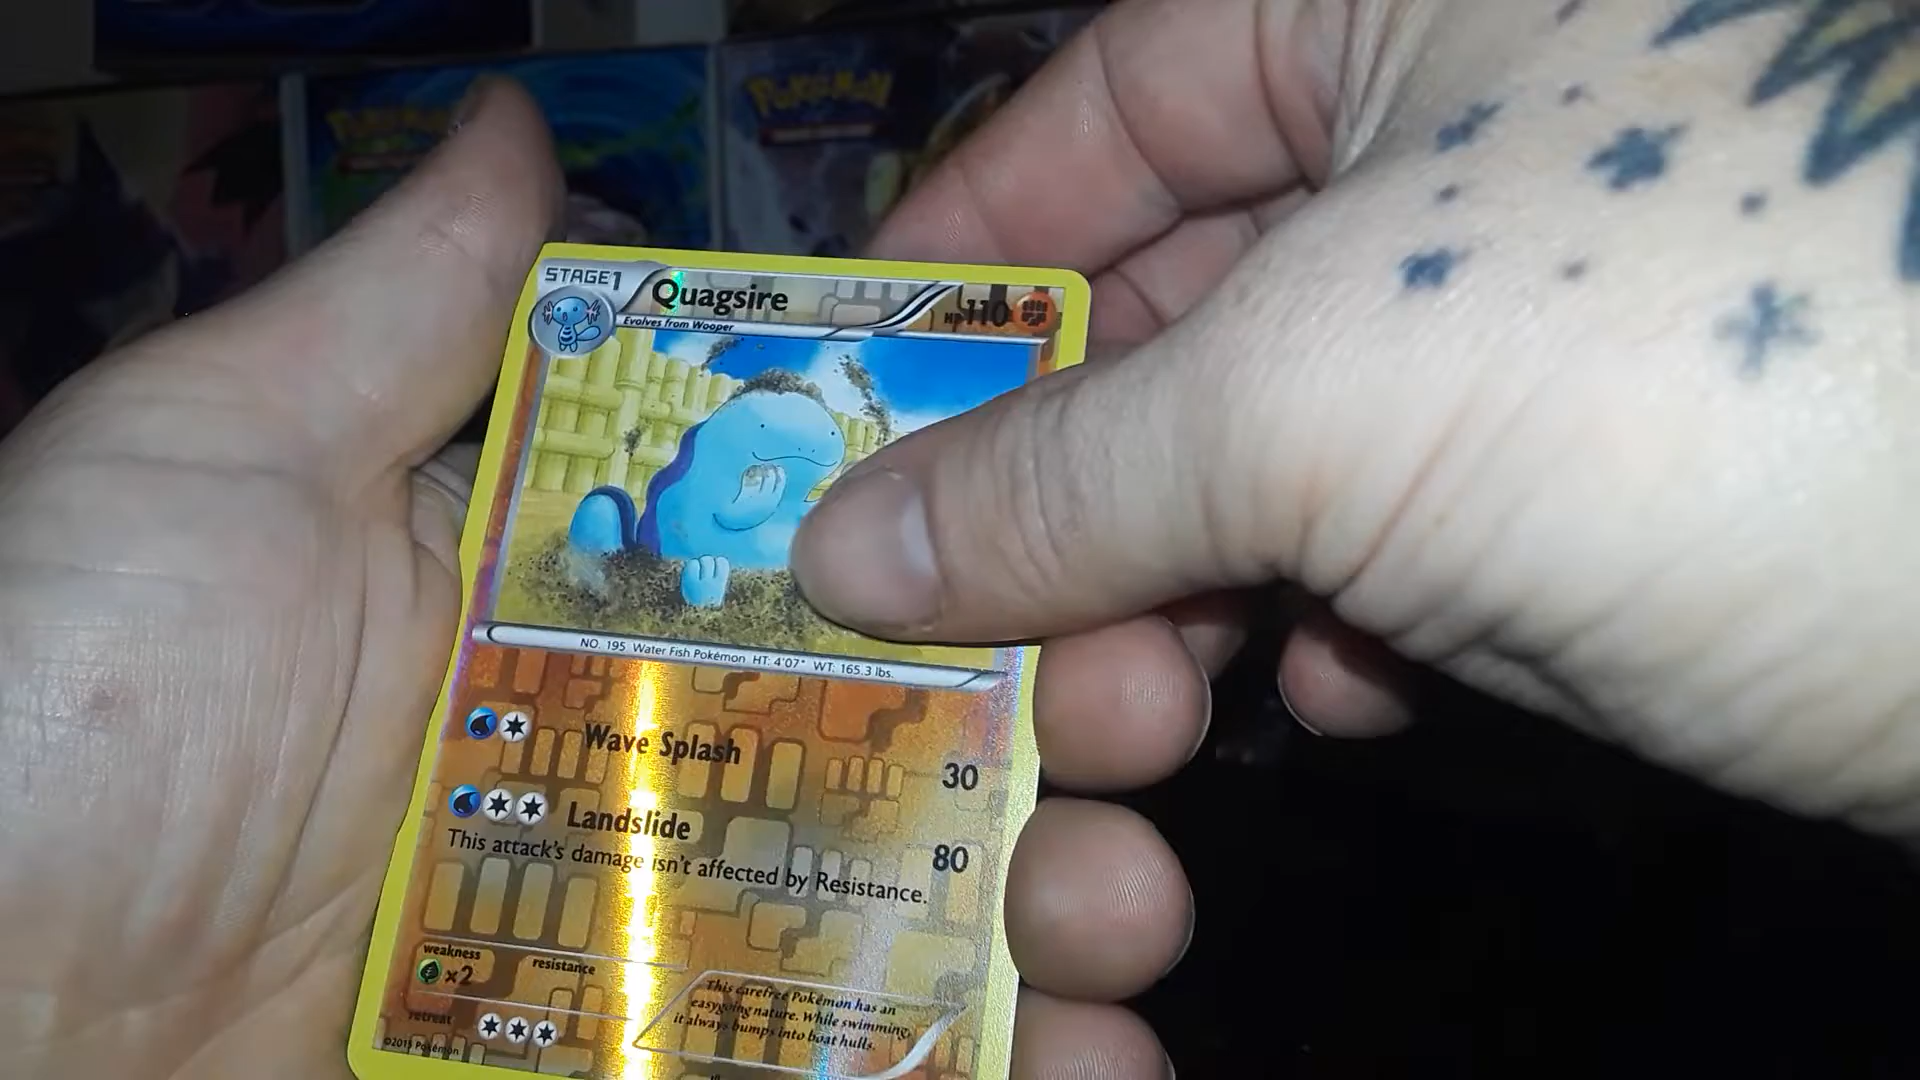 Pokémon
Pokémon
STAGE1
Quagsire
HP110
Evolves from Wooper
NO. 195 Water Fish Pokémon HT: 4'07" WT: 165.3 lbs.
Wave Splash
30
Landslide
80
This attack's damage isn't affected by Resistance.
weakness
×2
resistance
retreat
This carefree Pokémon has an
easygoing nature. While swimming,
it always bumps into boat hulls.
©2015 Pokémon